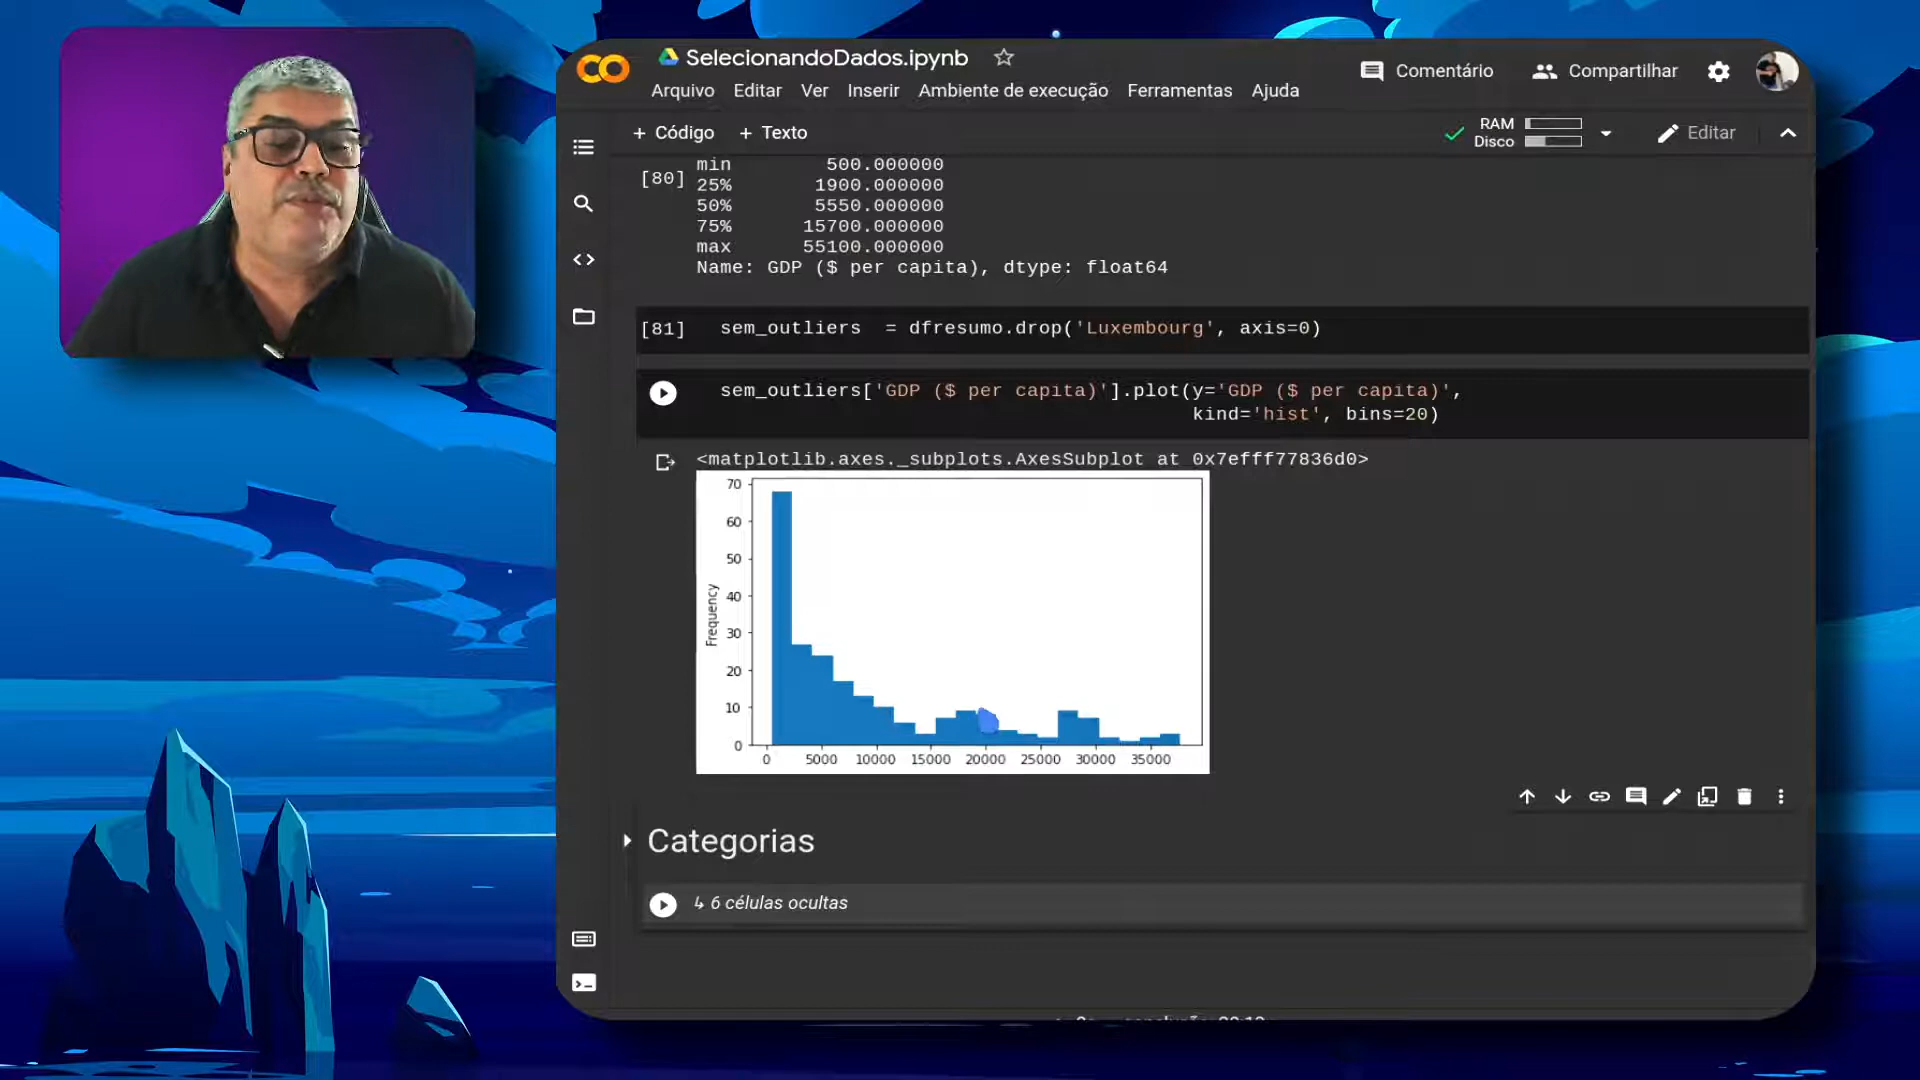 SelecionandoDados.ipynb
Comentário
Compartilhar
Arquivo Editar Ver Inserir Ambiente de execução Ferramentas Ajuda
+ Código + Texto
RAM
Disco
Editar
[80]
min 500.000000
25% 1900.000000
50% 5550.000000
75% 15700.000000
max 55100.000000
Name: GDP ($ per capita), dtype: float64
[81] sem_outliers = dfresumo.drop('Luxembourg', axis=0)
sem_outliers['GDP ($ per capita)'].plot(y='GDP ($ per capita)',
kind='hist', bins=20)
<matplotlib.axes._subplots.AxesSubplot at 0x7efff77836d0>
70
60
50
40
30
20
10
0
Frequency
0 5000 10000 15000 20000 25000 30000 35000
Categorias
↳ 6 células ocultas